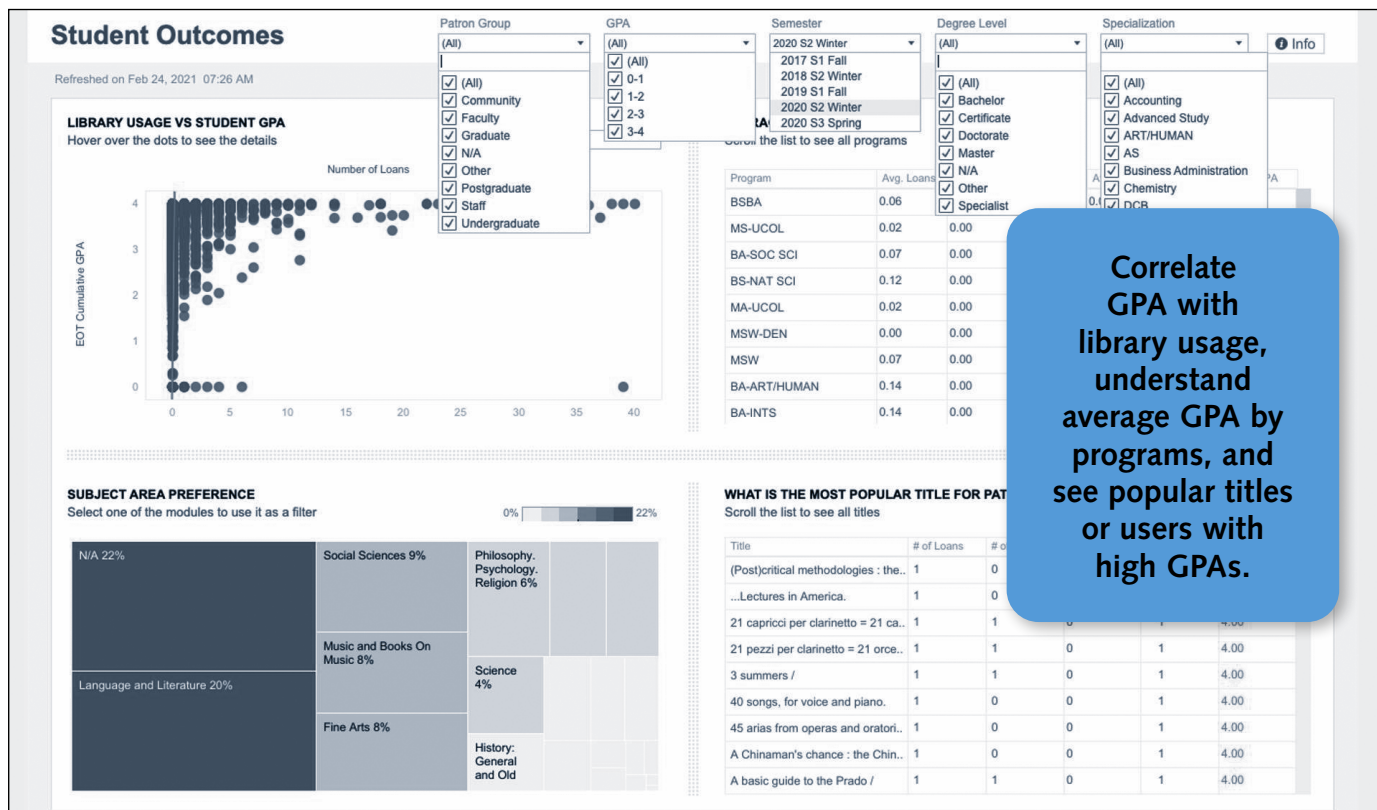 Student Outcomes
Patron Group
GPA
Semester
Degree Level
Specialization
(All)
(All)
2020 S2 Winter
(All)
(All)
Info
Refreshed on Feb 24, 2021 07:26 AM
(All)
Community
Faculty
Graduate
N/A
Other
Postgraduate
Staff
Undergraduate
(All)
0-1
1-2
2-3
3-4
2017 S1 Fall
2018 S2 Winter
2019 S1 Fall
2020 S2 Winter
2020 S3 Spring
(All)
Bachelor
Certificate
Doctorate
Master
N/A
Other
Specialist
(All)
Accounting
Advanced Study
ART/HUMAN
AS
Business Administration
Chemistry
DCB
LIBRARY USAGE VS STUDENT GPA
Hover over the dots to see the details
Number of Loans
EOT Cumulative GPA
4
3
2
1
0
0 5 10 15 20 25 30 35 40
the list to see all programs
Program Avg. Loans
BSBA 0.06
MS-UCOL 0.02 0.00
BA-SOC SCI 0.07 0.00
BS-NAT SCI 0.12 0.00
MA-UCOL 0.02 0.00
MSW-DEN 0.00 0.00
MSW 0.07 0.00
BA-ART/HUMAN 0.14 0.00
BA-INTS 0.14 0.00
Correlate
GPA with
library usage,
understand
average GPA by
programs, and
see popular titles
or users with
high GPAs.
SUBJECT AREA PREFERENCE
Select one of the modules to use it as a filter
0% 22%
N/A 22%
Language and Literature 20%
Social Sciences 9%
Music and Books On
Music 8%
Fine Arts 8%
Philosophy.
Psychology.
Religion 6%
Science
4%
History:
General
and Old
WHAT IS THE MOST POPULAR TITLE FOR PAT
Scroll the list to see all titles
Title # of Loans # o
(Post)critical methodologies : the.. 1 0
...Lectures in America. 1 0
21 capricci per clarinetto = 21 ca.. 1 1 0 1 4.00
21 pezzi per clarinetto = 21 orce.. 1 1 0 1 4.00
3 summers / 1 1 0 1 4.00
40 songs, for voice and piano. 1 0 0 1 4.00
45 arias from operas and oratori.. 1 0 0 1 4.00
A Chinaman's chance : the Chin.. 1 0 0 1 4.00
A basic guide to the Prado / 1 1 0 1 4.00